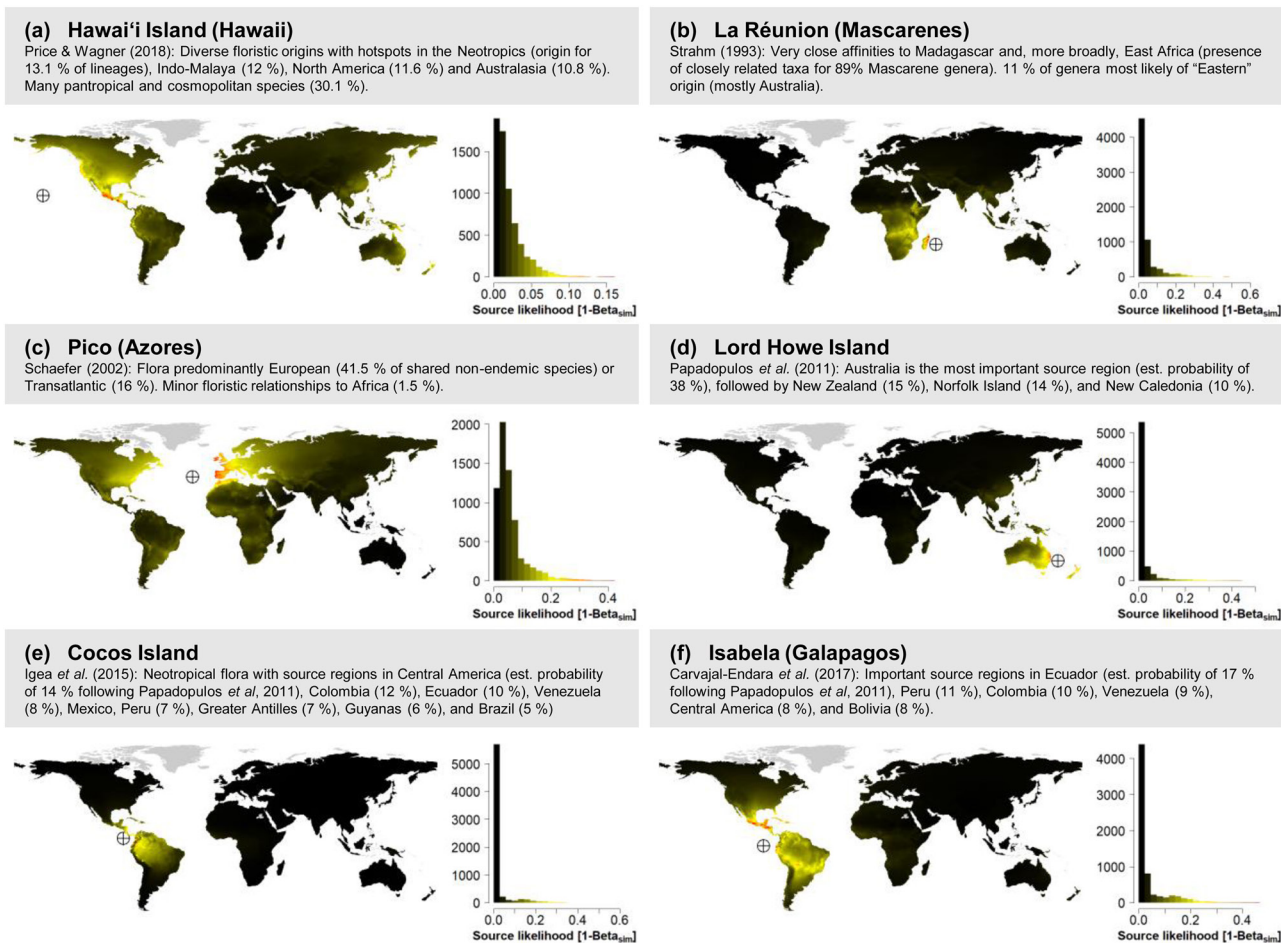 (a) Hawaiʻi Island (Hawaii)
Price & Wagner (2018): Diverse floristic origins with hotspots in the Neotropics (origin for
13.1 % of lineages), Indo-Malaya (12 %), North America (11.6 %) and Australasia (10.8 %).
Many pantropical and cosmopolitan species (30.1 %).
1500
1000
500
0
0.00 0.05 0.10 0.15
Source likelihood [1-Betasim]
(b) La Réunion (Mascarenes)
Strahm (1993): Very close affinities to Madagascar and, more broadly, East Africa (presence
of closely related taxa for 89% Mascarene genera). 11 % of genera most likely of “Eastern”
origin (mostly Australia).
4000
3000
2000
1000
0
0.0 0.2 0.4 0.6
Source likelihood [1-Betasim]
(c) Pico (Azores)
Schaefer (2002): Flora predominantly European (41.5 % of shared non-endemic species) or
Transatlantic (16 %). Minor floristic relationships to Africa (1.5 %).
2000
1500
1000
500
0
0.0 0.2 0.4
Source likelihood [1-Betasim]
(d) Lord Howe Island
Papadopulos et al. (2011): Australia is the most important source region (est. probability of
38 %), followed by New Zealand (15 %), Norfolk Island (14 %), and New Caledonia (10 %).
5000
4000
3000
2000
1000
0
0.0 0.2 0.4
Source likelihood [1-Betasim]
(e) Cocos Island
Igea et al. (2015): Neotropical flora with source regions in Central America (est. probability
of 14 % following Papadopulos et al, 2011), Colombia (12 %), Ecuador (10 %), Venezuela
(8 %), Mexico, Peru (7 %), Greater Antilles (7 %), Guyanas (6 %), and Brazil (5 %)
5000
4000
3000
2000
1000
0
0.0 0.2 0.4 0.6
Source likelihood [1-Betasim]
(f) Isabela (Galapagos)
Carvajal-Endara et al. (2017): Important source regions in Ecuador (est. probability of 17 %
following Papadopulos et al, 2011), Peru (11 %), Colombia (10 %), Venezuela (9 %),
Central America (8 %), and Bolivia (8 %).
4000
3000
2000
1000
0
0.0 0.2 0.4
Source likelihood [1-Betasim]